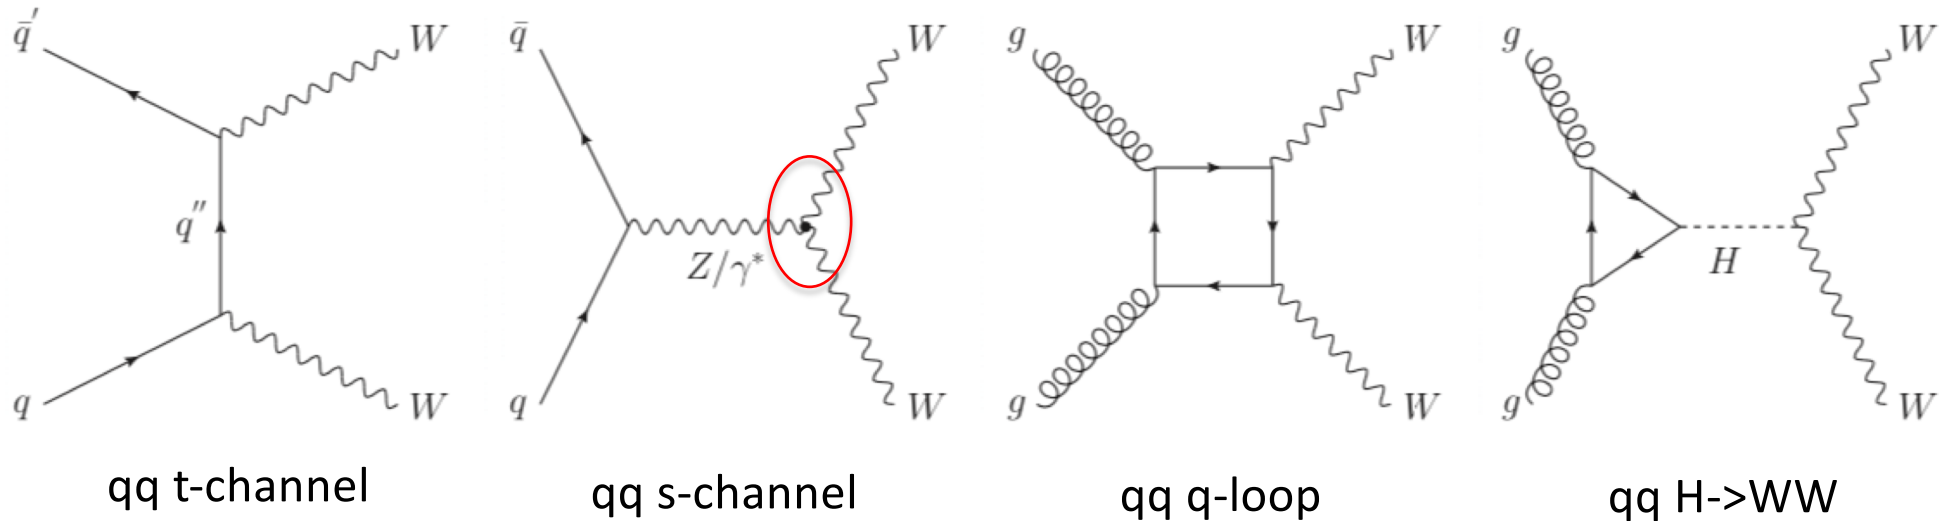 q̄′ W q̄ W g W g W
q″ Z/γ* H
q W q W g W g W
qq t-channel qq s-channel qq q-loop qq H->WW